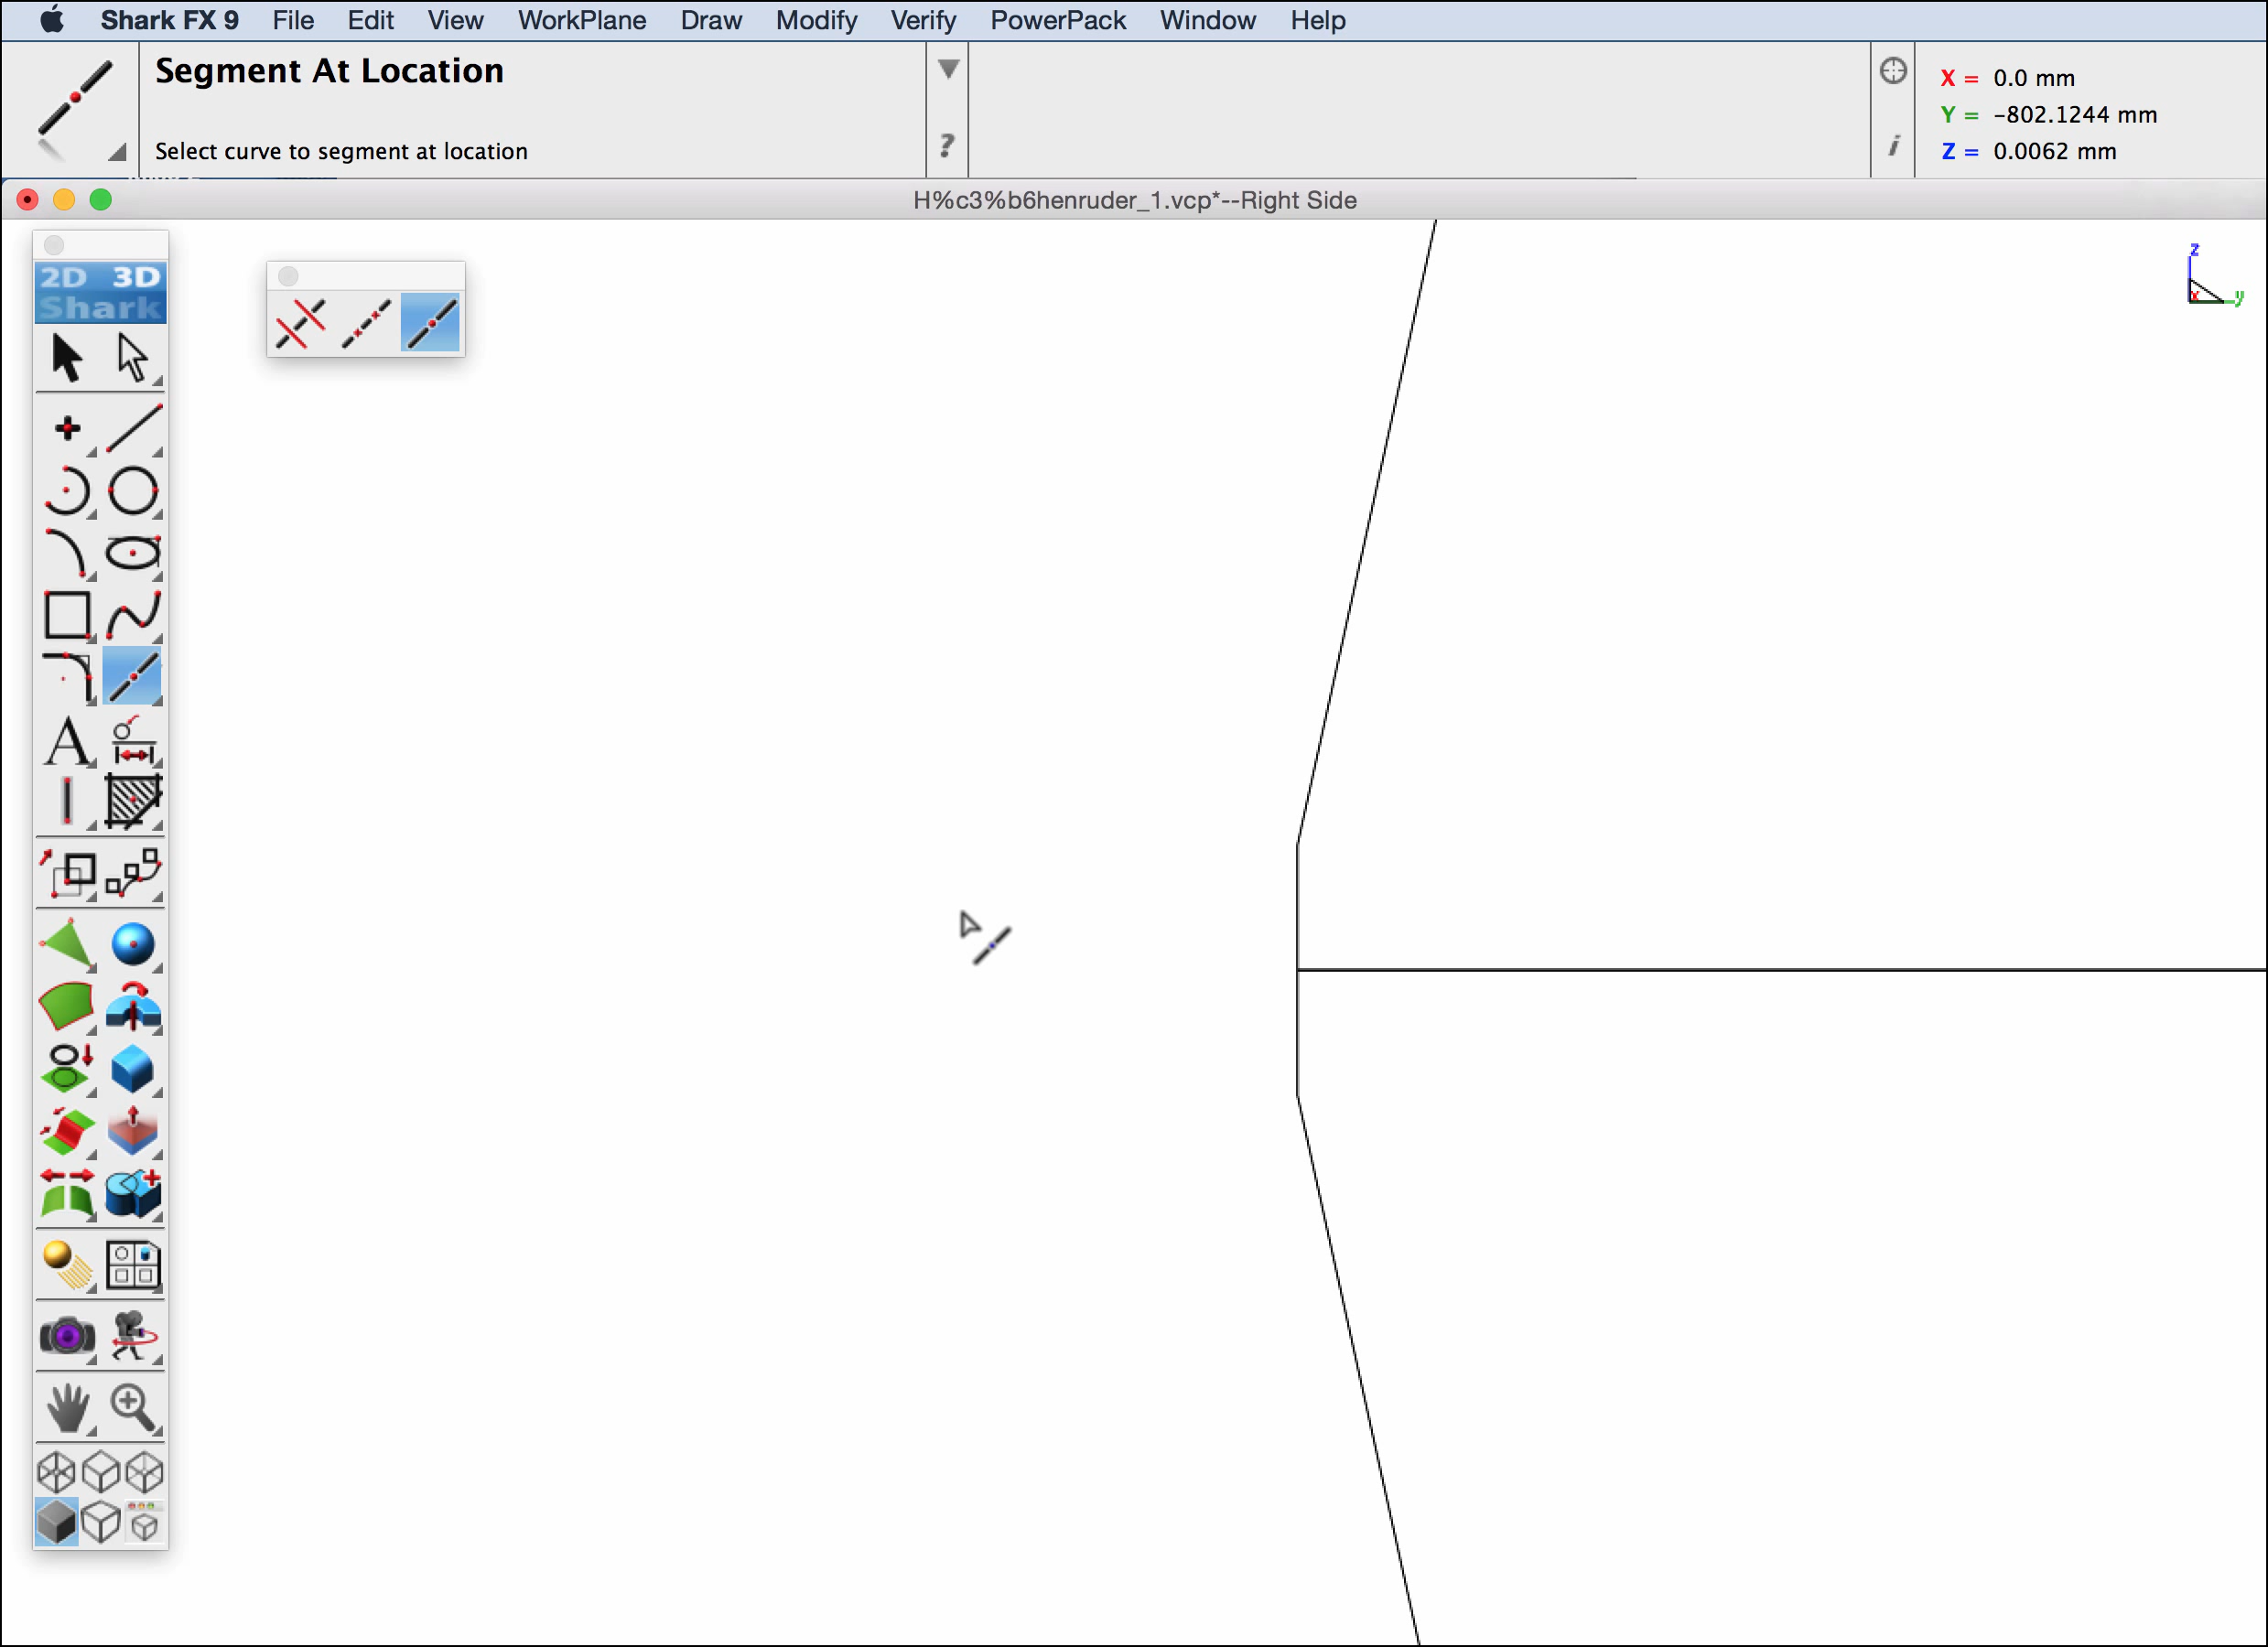 Shark FX 9 File Edit View WorkPlane Draw Modify Verify PowerPack Window Help
Segment At Location
Select curve to segment at location
?
i
X = 0.0 mm
Y = -802.1244 mm
Z = 0.0062 mm
H%c3%b6henruder_1.vcp*--Right Side
2D 3D
Shark
A
z
x
y